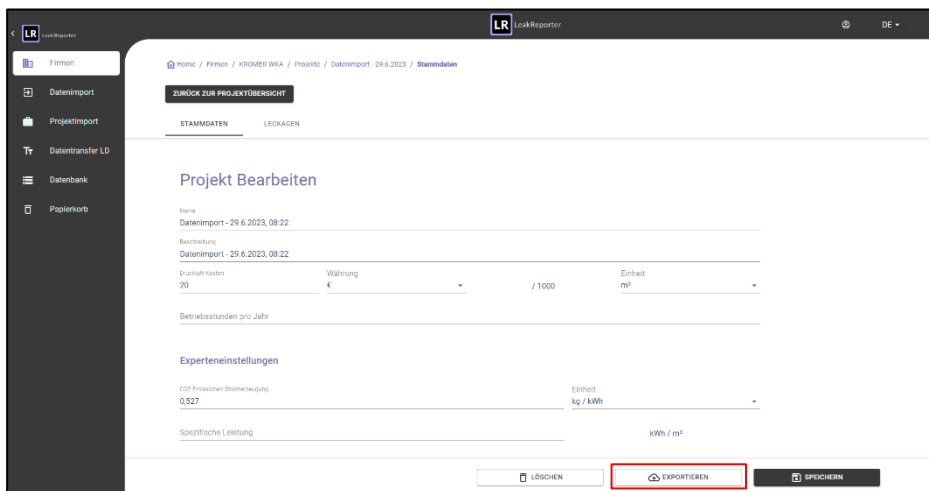 LR LeakReporter
LR LeakReporter
DE
Firmen
Datenimport
Projektimport
Datentransfer LD
Datenbank
Papierkorb
Home / Firmen / KROMER WKA / Projekte / Datenimport - 29.6.2023 / Stammdaten
ZURÜCK ZUR PROJEKTÜBERSICHT
STAMMDATEN LECKAGEN
Projekt Bearbeiten
Name
Datenimport - 29.6.2023, 08:22
Beschreibung
Datenimport - 29.6.2023, 08:22
Druckluft Kosten Währung Einheit
20 € / 1000 m³
Betriebsstunden pro Jahr
Experteneinstellungen
CO2 Emissionen Stromerzeugung Einheit
0,527 kg / kWh
Spezifische Leistung kWh / m³
LÖSCHEN EXPORTIEREN SPEICHERN